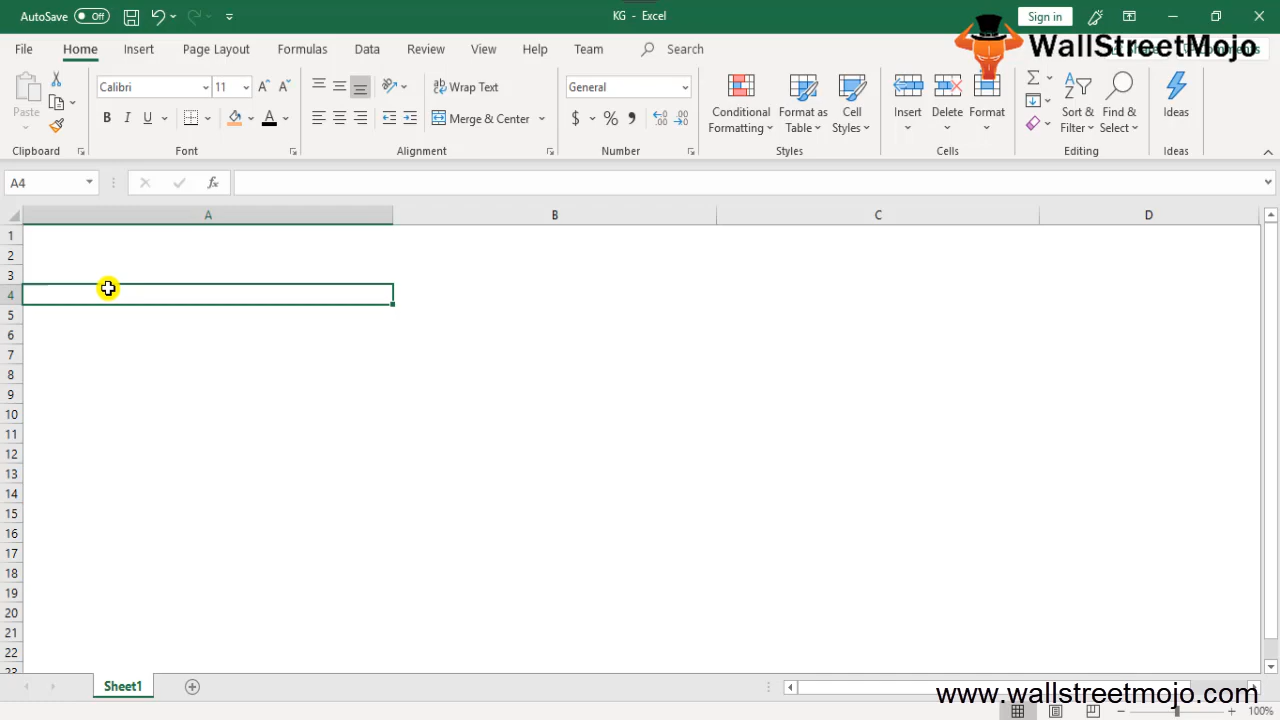 AutoSave Off KG - Excel Sign in
WallStreetMojo
File Home Insert Page Layout Formulas Data Review View Help Team Search
Paste
Calibri 11
B I U A
Wrap Text
Merge & Center
General
$ % ,
Conditional Formatting
Format as Table
Cell Styles
Insert Delete Format
Sort & Filter
Find & Select
Ideas
Clipboard Font Alignment Number Styles Cells Editing Ideas
A4 fx
A B C D
1
2
3
4
5
6
7
8
9
10
11
12
13
14
15
16
17
18
19
20
21
22
23
Sheet1
www.wallstreetmojo.com
100%